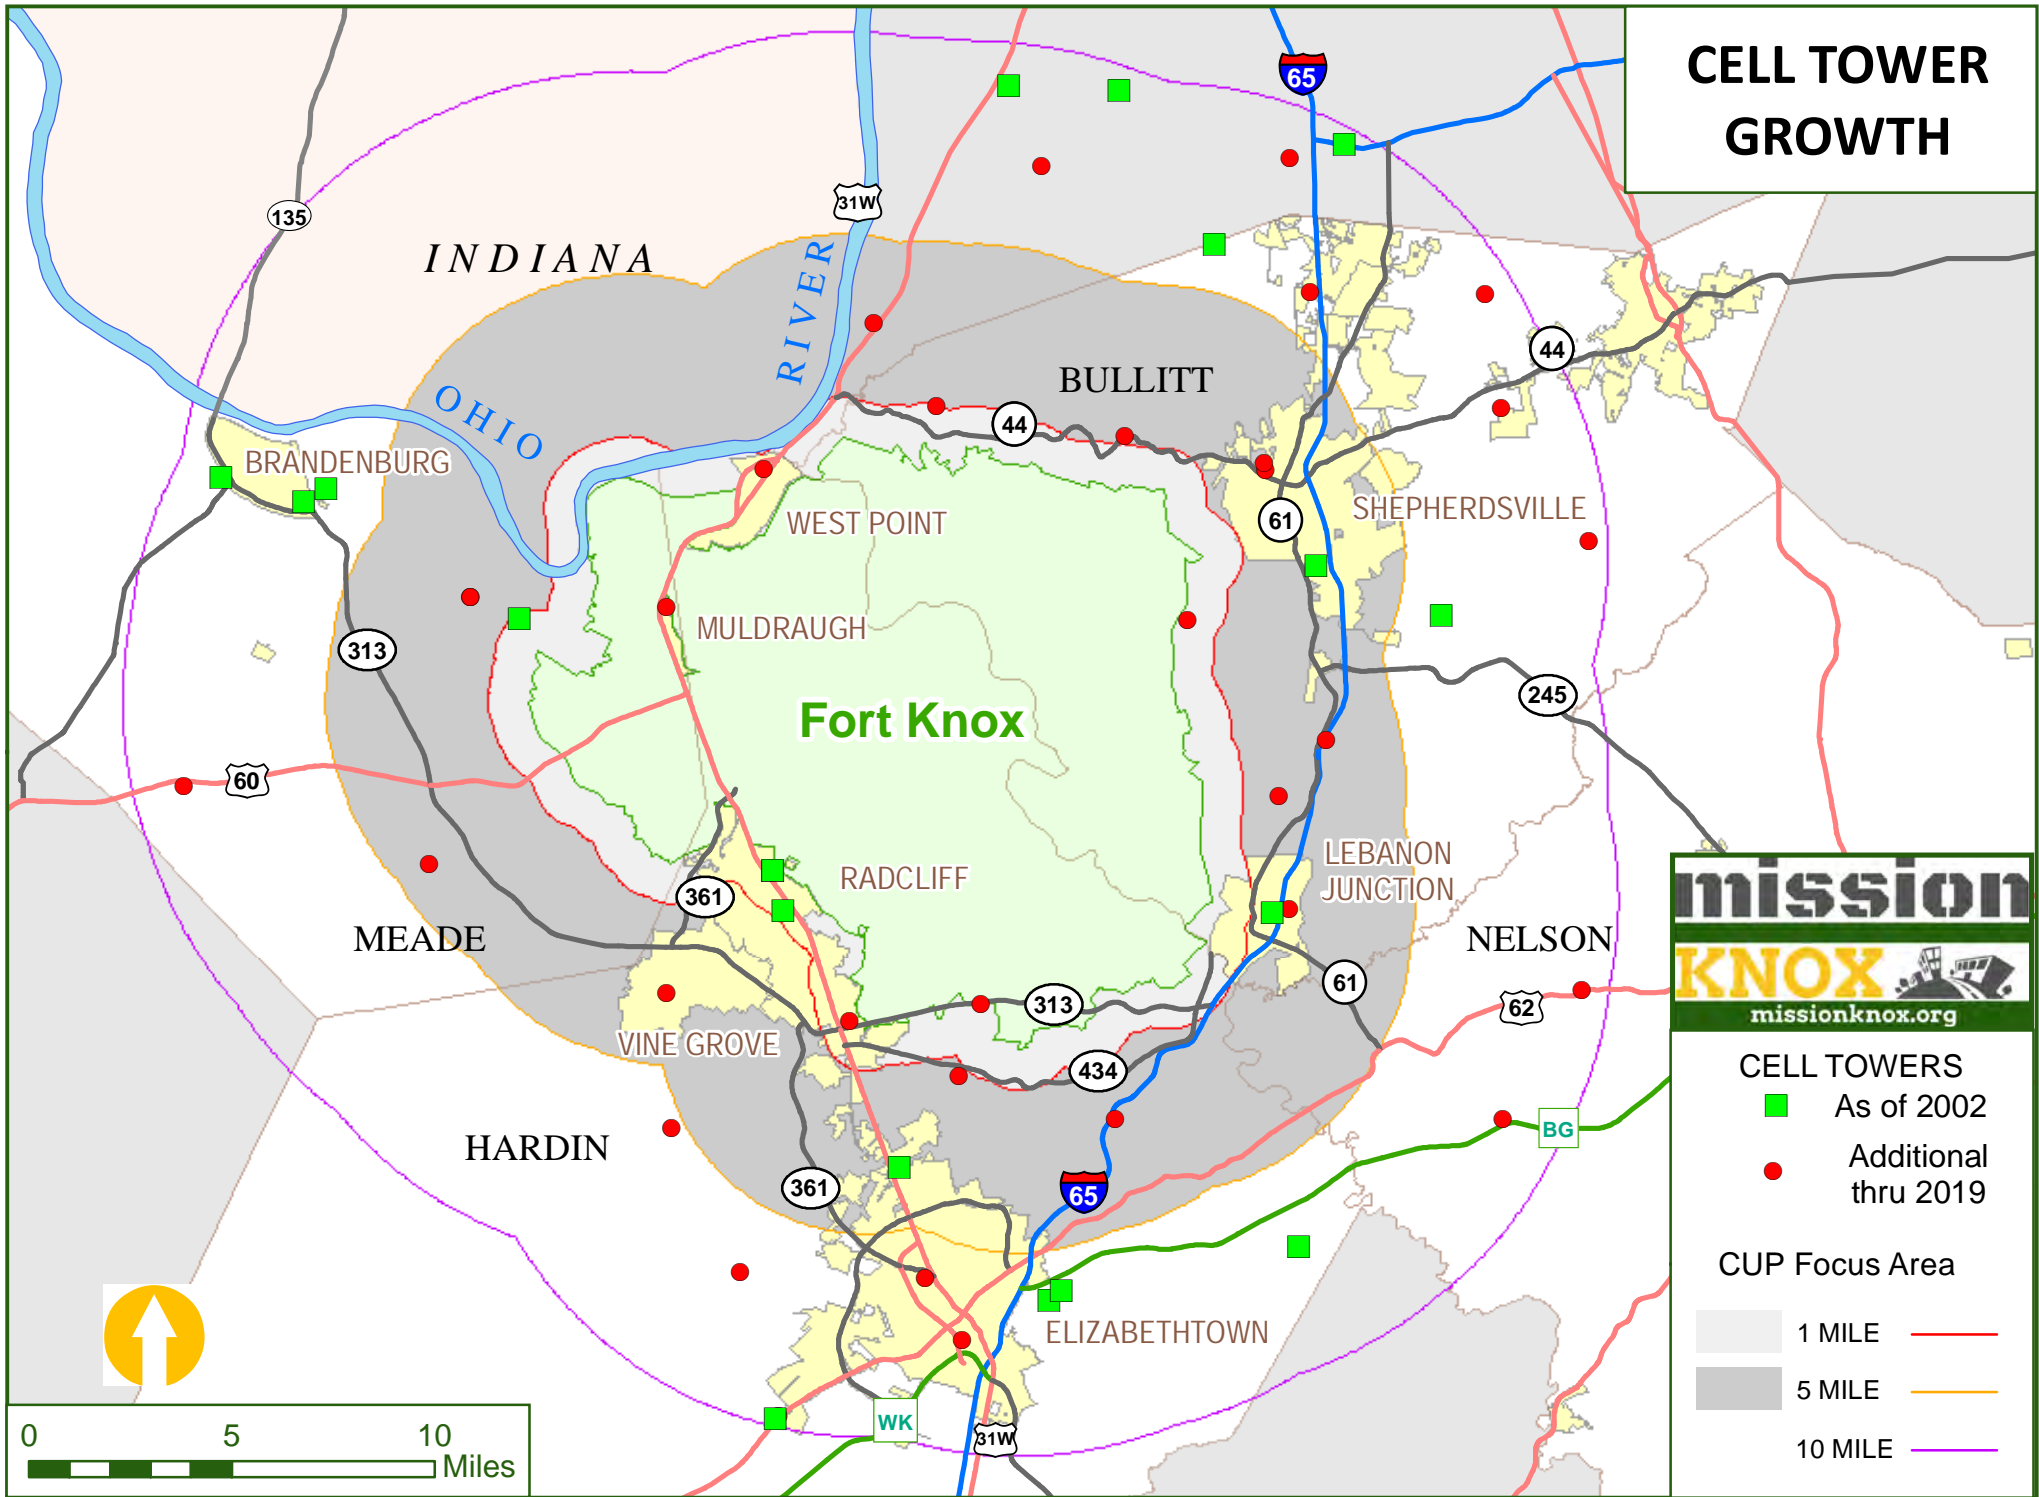 CELL TOWER
GROWTH
65
31W
135
INDIANA
RIVER
OHIO
BULLITT
44
44
BRANDENBURG
WEST POINT
SHEPHERDSVILLE
61
MULDRAUGH
313
245
Fort Knox
60
LEBANON
JUNCTION
RADCLIFF
361
MEADE
NELSON
61
313
62
VINE GROVE
434
HARDIN
BG
361
65
ELIZABETHTOWN
WK
31W
mission
KNOX
missionknox.org
CELL TOWERS
As of 2002
Additional
thru 2019
CUP Focus Area
1 MILE
5 MILE
10 MILE
0 5 10
Miles